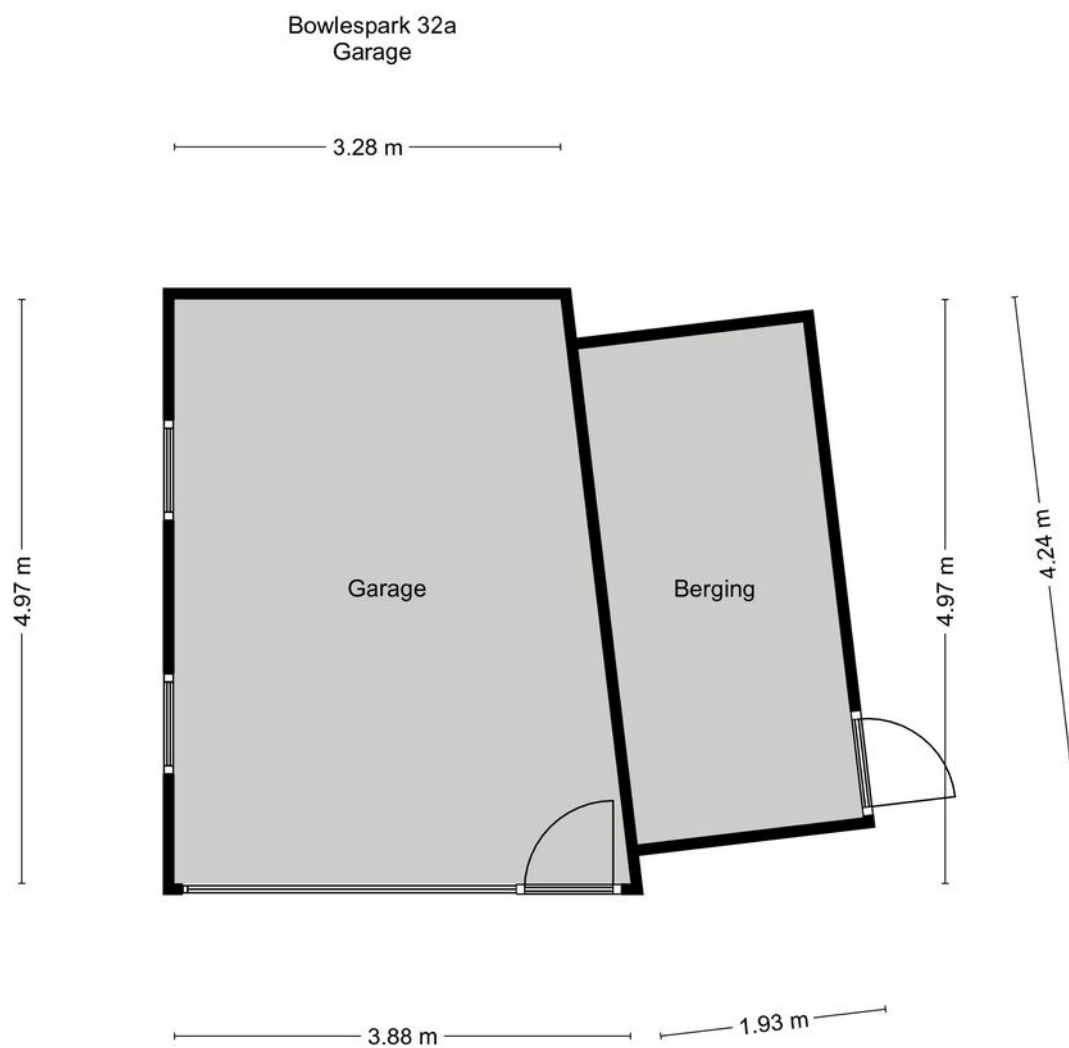 Bowlespark 32a
Garage
3.28 m
4.97 m
Garage
Berging
4.97 m
4.24 m
3.88 m
1.93 m